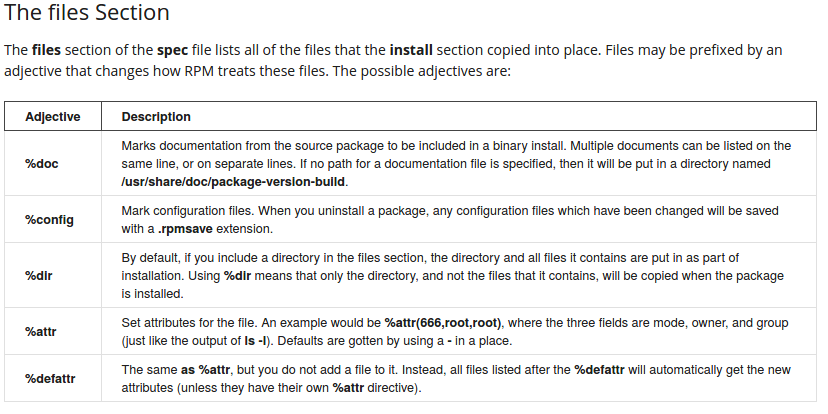 The files Section
The files section of the spec file lists all of the files that the install section copied into place. Files may be prefixed by an
adjective that changes how RPM treats these files. The possible adjectives are:
Adjective Description
%doc
Marks documentation from the source package to be included in a binary install. Multiple documents can be listed on the
same line, or on separate lines. If no path for a documentation file is specified, then it will be put in a directory named
/usr/share/doc/package-version-build.
%config
Mark configuration files. When you uninstall a package, any configuration files which have been changed will be saved
with a .rpmsave extension.
%dir
By default, if you include a directory in the files section, the directory and all files it contains are put in as part of
installation. Using %dir means that only the directory, and not the files that it contains, will be copied when the package
is installed.
%attr
Set attributes for the file. An example would be %attr(666,root,root), where the three fields are mode, owner, and group
(just like the output of ls -l). Defaults are gotten by using a - in a place.
%defattr
The same as %attr, but you do not add a file to it. Instead, all files listed after the %defattr will automatically get the new
attributes (unless they have their own %attr directive).